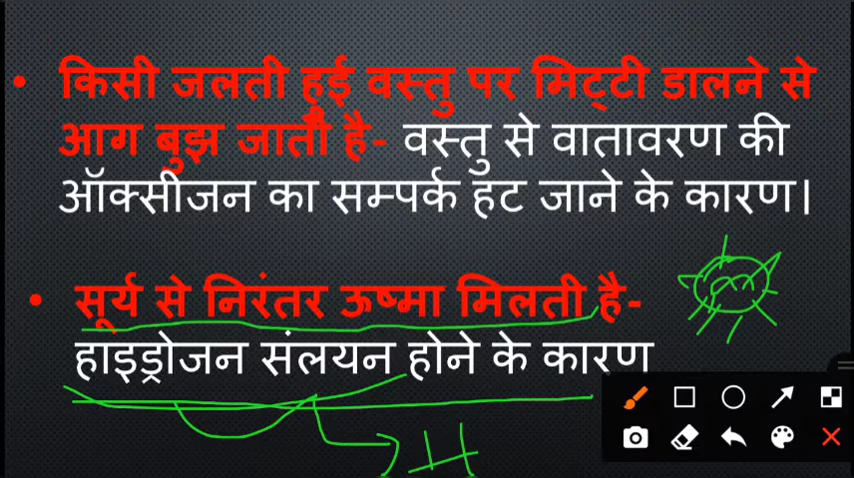 • किसी जलती हुई वस्तु पर मिट्टी डालने से
आग बुझ जाती है- वस्तु से वातावरण की
ऑक्सीजन का सम्पर्क हट जाने के कारण।
• सूर्य से निरंतर ऊष्मा मिलती है-
हाइड्रोजन संलयन होने के कारण
H